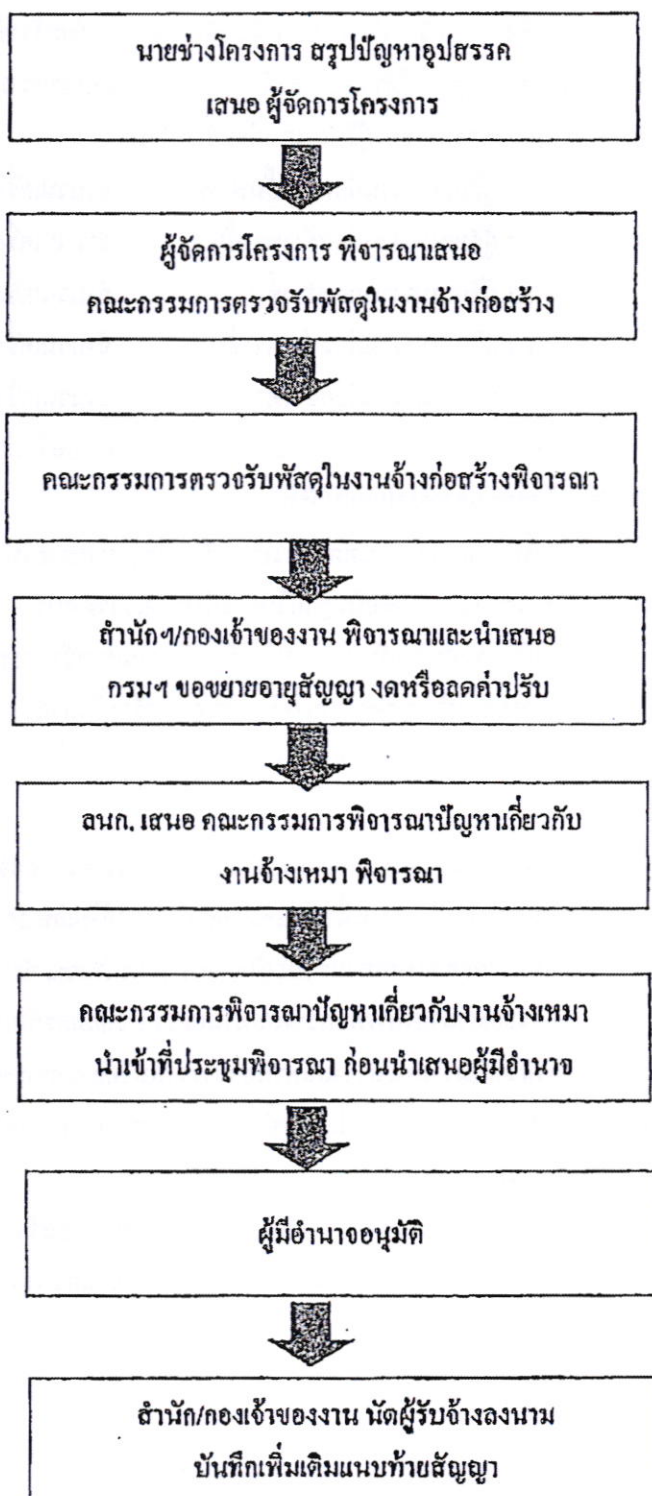 นายช่างโครงการ สรุปปัญหาอุปสรรค
เสนอ ผู้จัดการโครงการ
ผู้จัดการโครงการ พิจารณาเสนอ
คณะกรรมการตรวจรับพัสดุในงานจ้างก่อสร้าง
คณะกรรมการตรวจรับพัสดุในงานจ้างก่อสร้างพิจารณา
สำนักฯ/กองเจ้าของงาน พิจารณาและนำเสนอ
กรมฯ ขอขยายอายุสัญญา งดหรือลดค่าปรับ
ลนก. เสนอ คณะกรรมการพิจารณาปัญหาเกี่ยวกับ
งานจ้างเหมา พิจารณา
คณะกรรมการพิจารณาปัญหาเกี่ยวกับงานจ้างเหมา
นำเข้าที่ประชุมพิจารณา ก่อนนำเสนอผู้มีอำนาจ
ผู้มีอำนาจอนุมัติ
สำนัก/กองเจ้าของงาน นัดผู้รับจ้างลงนาม
บันทึกเพิ่มเติมแนบท้ายสัญญา